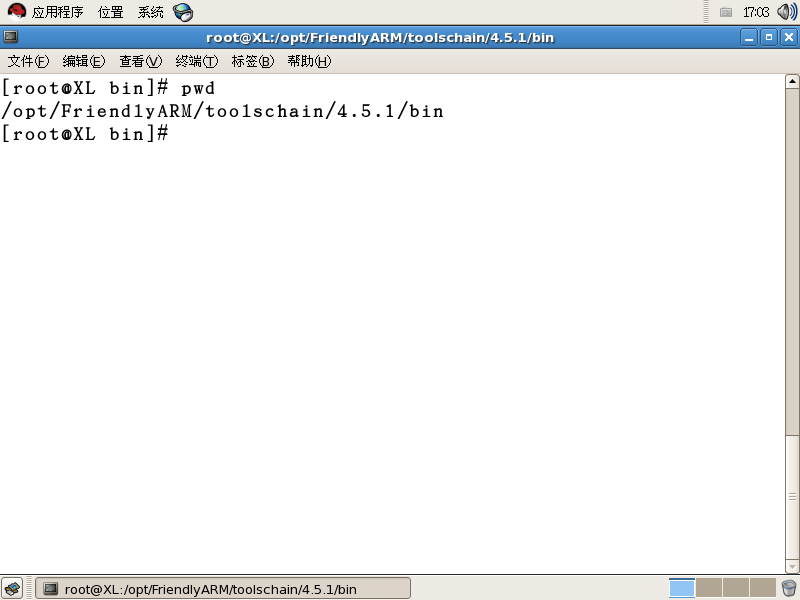 应用程序 位置 系统 17:03
root@XL:/opt/FriendlyARM/toolschain/4.5.1/bin
文件(F) 编辑(E) 查看(V) 终端(T) 标签(B) 帮助(H)
[root@XL bin]# pwd
/opt/FriendlyARM/toolschain/4.5.1/bin
[root@XL bin]#
root@XL:/opt/FriendlyARM/toolschain/4.5.1/bin